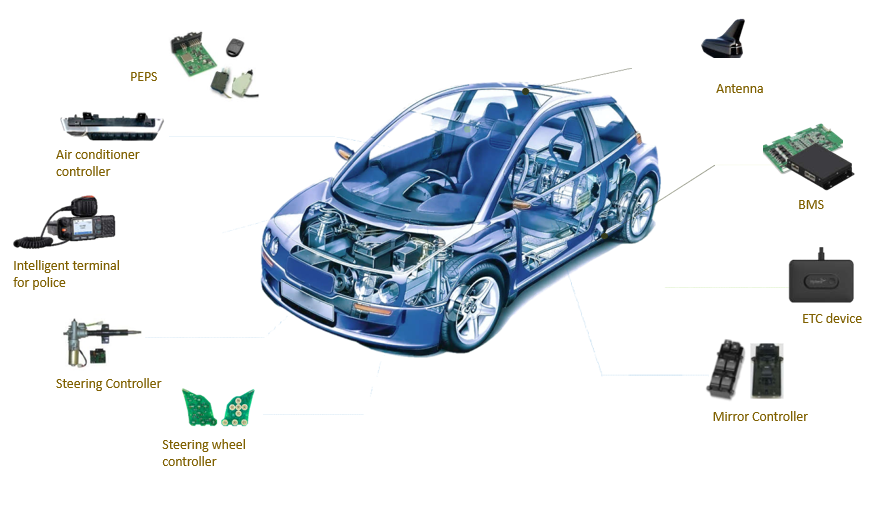 PEPS
Antenna
Air conditioner
controller
BMS
Intelligent terminal
for police
ETC device
Steering Controller
Mirror Controller
Steering wheel
controller